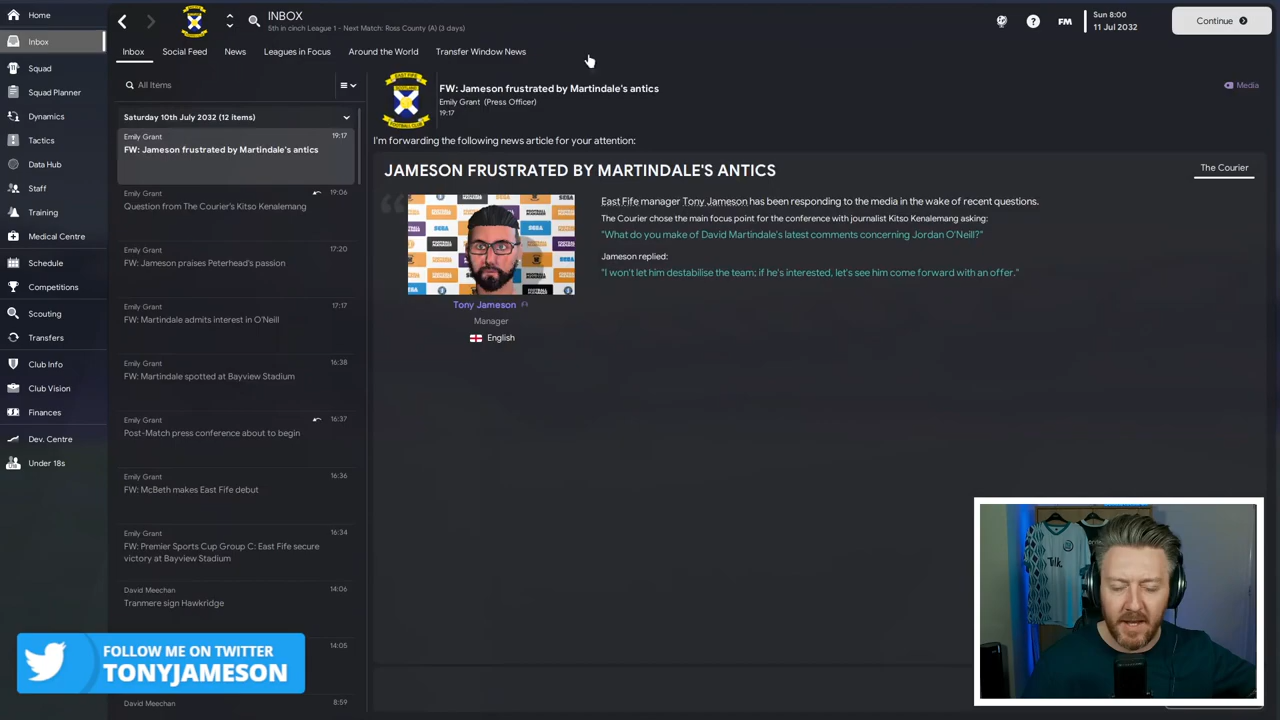 INBOX
5th in cinch League 1 - Next Match: Ross County (A) (3 days)
FM
Sun 8:00
11 Jul 2032
Continue
Home
Inbox
Squad
Squad Planner
Dynamics
Tactics
Data Hub
Staff
Training
Medical Centre
Schedule
Competitions
Scouting
Transfers
Club Info
Club Vision
Finances
Dev. Centre
Under 18s
Inbox
Social Feed
News
Leagues in Focus
Around the World
Transfer Window News
All Items
Saturday 10th July 2032 (12 items)
Emily Grant 19:17
FW: Jameson frustrated by Martindale's antics
Emily Grant 19:06
Question from The Courier's Kitso Kenalemang
Emily Grant 17:20
FW: Jameson praises Peterhead's passion
Emily Grant 17:17
FW: Martindale admits interest in O'Neill
Emily Grant 16:38
FW: Martindale spotted at Bayview Stadium
Emily Grant 16:37
Post-Match press conference about to begin
Emily Grant 16:36
FW: McBeth makes East Fife debut
Emily Grant 16:34
FW: Premier Sports Cup Group C: East Fife secure
victory at Bayview Stadium
David Meechan 14:06
Tranmere sign Hawkridge
14:05
David Meechan 8:59
FW: Jameson frustrated by Martindale's antics
Emily Grant (Press Officer)
19:17
Media
I'm forwarding the following news article for your attention:
JAMESON FRUSTRATED BY MARTINDALE'S ANTICS
The Courier
East Fife manager Tony Jameson has been responding to the media in the wake of recent questions.
The Courier chose the main focus point for the conference with journalist Kitso Kenalemang asking:
"What do you make of David Martindale's latest comments concerning Jordan O'Neill?"
Jameson replied:
"I won't let him destabilise the team; if he's interested, let's see him come forward with an offer."
Tony Jameson
Manager
English
FOLLOW ME ON TWITTER
TONYJAMESON